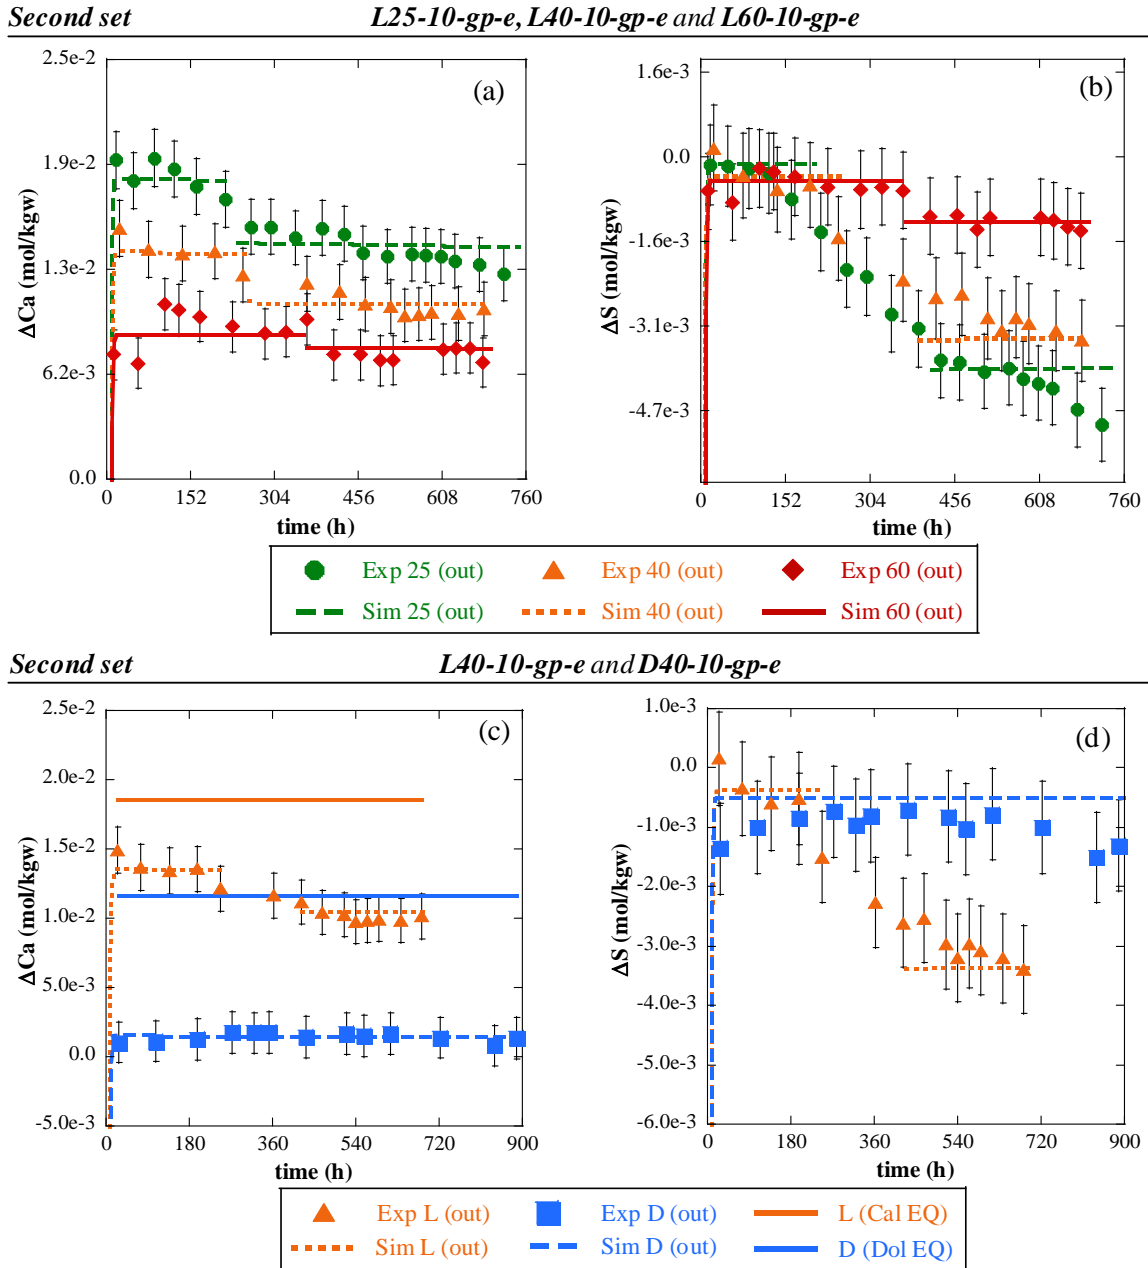 Second set L25-10-gp-e, L40-10-gp-e and L60-10-gp-e
(a)
ΔCa (mol/kgw)
2.5e-2
1.9e-2
1.3e-2
6.2e-3
0.0
0 152 304 456 608 760
time (h)
(b)
ΔS (mol/kgw)
1.6e-3
0.0
-1.6e-3
-3.1e-3
-4.7e-3
0 152 304 456 608 760
time (h)
Exp 25 (out) Exp 40 (out) Exp 60 (out)
Sim 25 (out) Sim 40 (out) Sim 60 (out)
Second set L40-10-gp-e and D40-10-gp-e
(c)
ΔCa (mol/kgw)
2.5e-2
2.0e-2
1.5e-2
1.0e-2
5.0e-3
0.0
-5.0e-3
0 180 360 540 720 900
time (h)
(d)
ΔS (mol/kgw)
1.0e-3
0.0
-1.0e-3
-2.0e-3
-3.0e-3
-4.0e-3
-5.0e-3
-6.0e-3
0 180 360 540 720 900
time (h)
Exp L (out) Exp D (out) L (Cal EQ)
Sim L (out) Sim D (out) D (Dol EQ)